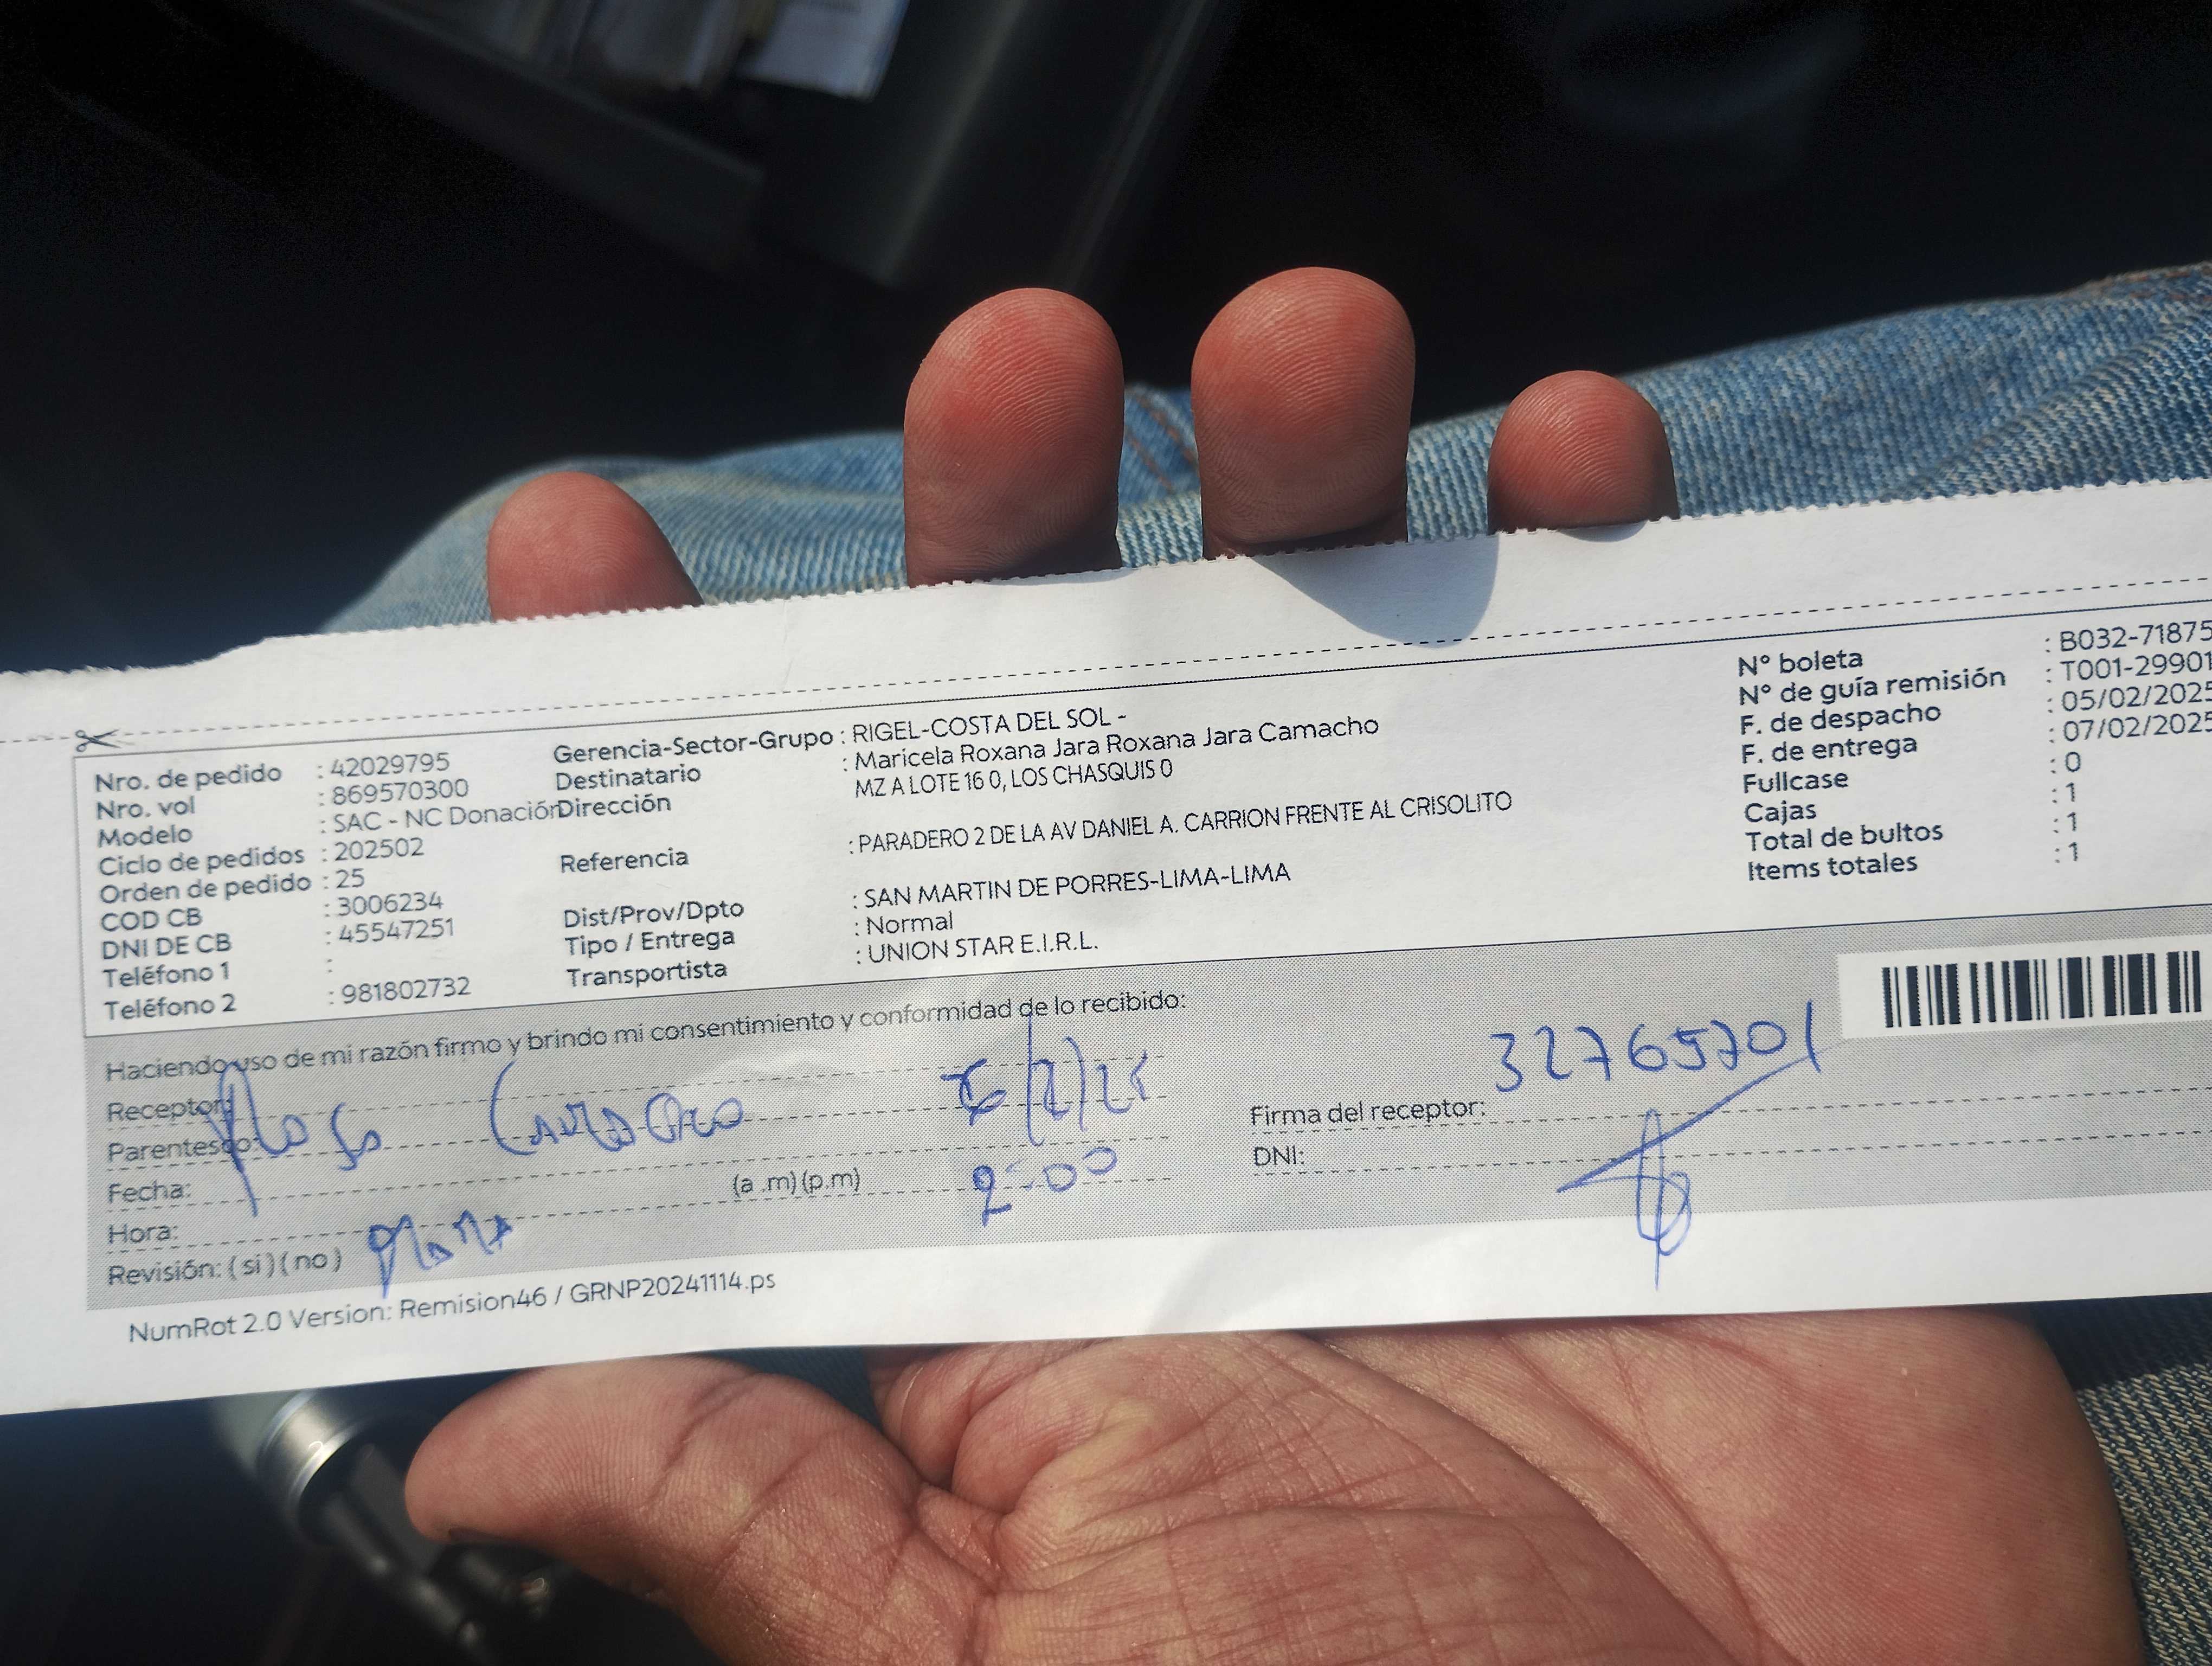 Nro. de pedido : 42029795
Nro. vol : 869570300
Modelo : SAC - NC Donación
Ciclo de pedidos : 202502
Orden de pedido : 25
COD CB : 3006234
DNI DE CB : 45547251
Teléfono 1 :
Teléfono 2 : 981802732
Gerencia-Sector-Grupo : RIGEL-COSTA DEL SOL -
Destinatario : Maricela Roxana Jara Roxana Jara Camacho
Dirección MZ A LOTE 16 0, LOS CHASQUIS 0
Referencia : PARADERO 2 DE LA AV DANIEL A. CARRION FRENTE AL CRISOLITO
Dist/Prov/Dpto : SAN MARTIN DE PORRES-LIMA-LIMA
Tipo / Entrega : Normal
Transportista : UNION STAR E.I.R.L.
N° boleta : B032-71875
N° de guía remisión : T001-29901
F. de despacho : 05/02/2025
F. de entrega : 07/02/2025
Fullcase : 0
Cajas : 1
Total de bultos : 1
Items totales : 1
Haciendo uso de mi razón firmo y brindo mi consentimiento y conformidad de lo recibido:
Receptor:
Parentesco:
Fecha:
Hora: (a .m) (p.m) 2:00
Revisión: ( si ) ( no )
Firma del receptor: 32765701
DNI:
NumRot 2.0 Version: Remision46 / GRNP20241114.ps